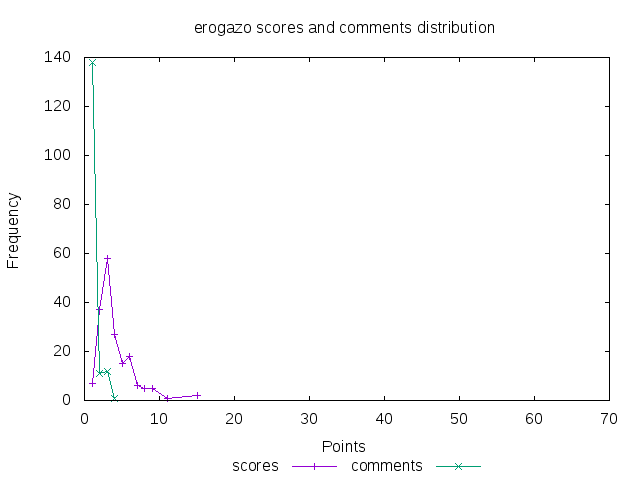 erogazo scores and comments distribution
140
120
100
80
60
40
20
0
Frequency
0 10 20 30 40 50 60 70
Points
scores comments